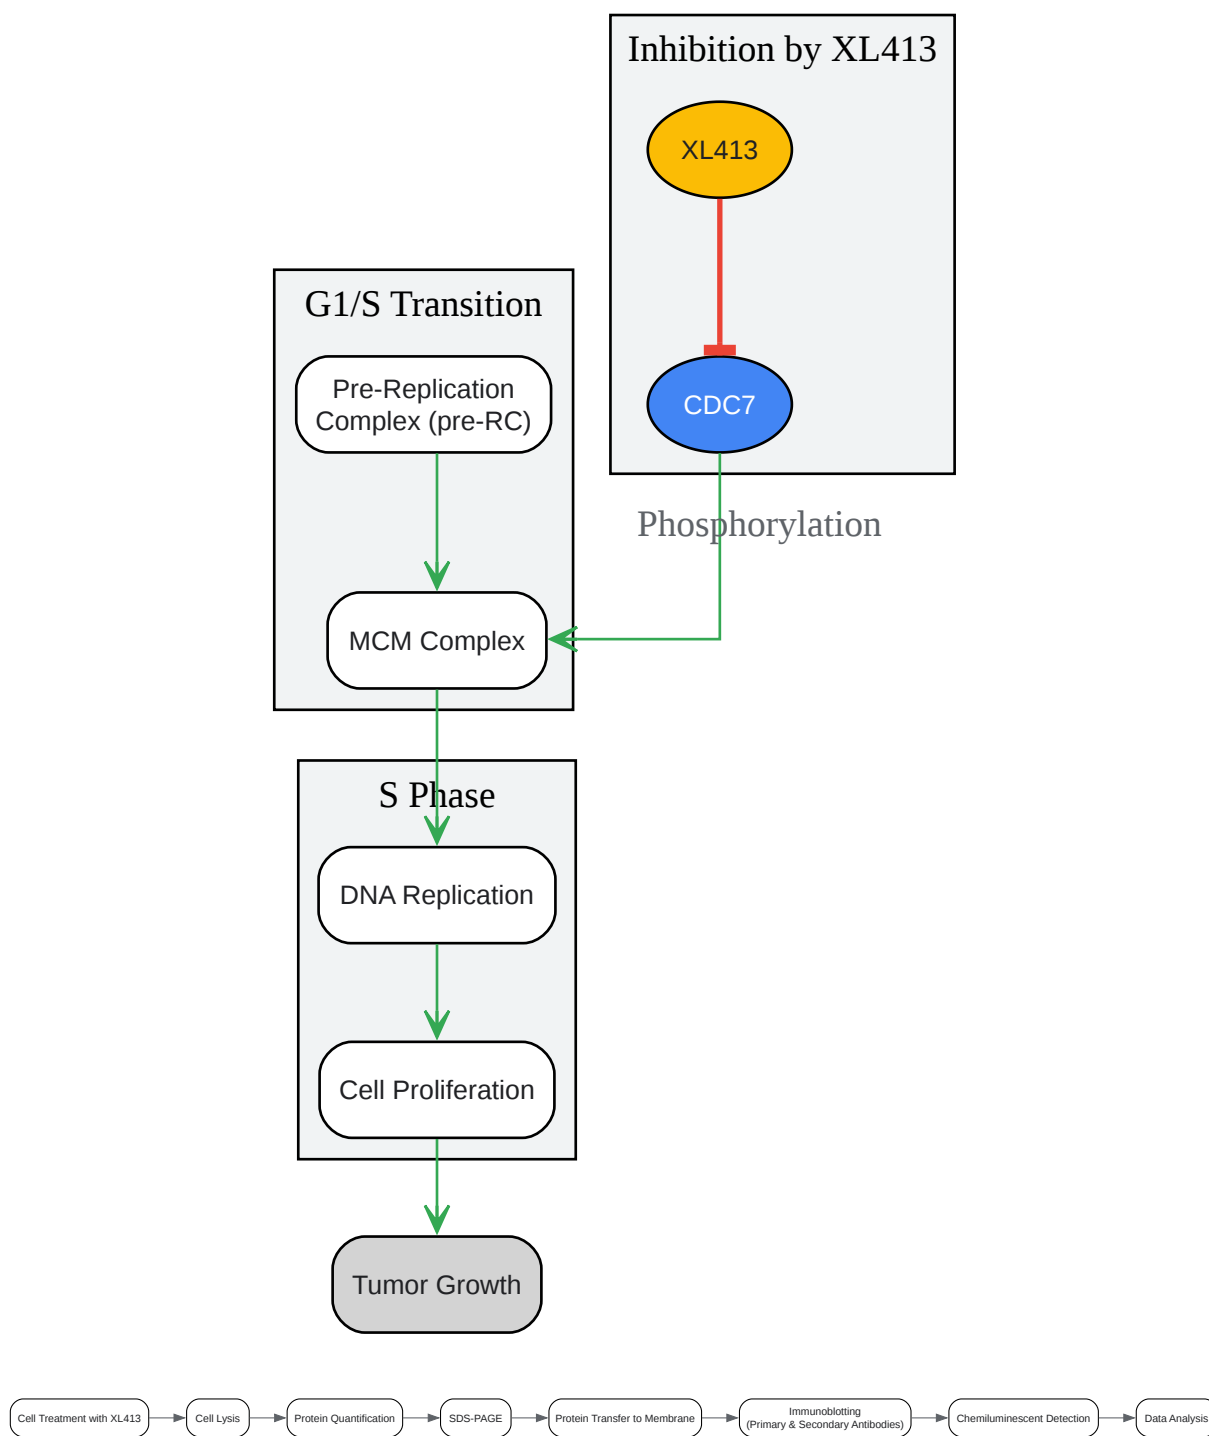 Inhibition by XL413
XL413
CDC7
G1/S Transition
Pre-Replication
Complex (pre-RC)
Phosphorylation
MCM Complex
S Phase
DNA Replication
Cell Proliferation
Tumor Growth
Cell Treatment with XL413
Cell Lysis
Protein Quantification
SDS-PAGE
Protein Transfer to Membrane
Immunoblotting
(Primary & Secondary Antibodies)
Chemiluminescent Detection
Data Analysis